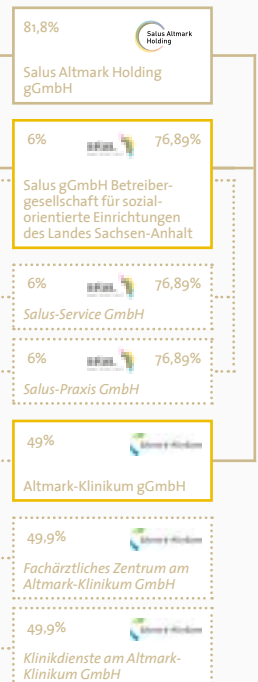 81,8%
Salus Altmark
Holding
Salus Altmark Holding
gGmbH
6% 76,89%
Salus gGmbH Betreiber-
gesellschaft für sozial-
orientierte Einrichtungen
des Landes Sachsen-Anhalt
6% 76,89%
Salus-Service GmbH
6% 76,89%
Salus-Praxis GmbH
49%
Altmark-Klinikum gGmbH
49,9%
Fachärztliches Zentrum am
Altmark-Klinikum GmbH
49,9%
Klinikdienste am Altmark-
Klinikum GmbH